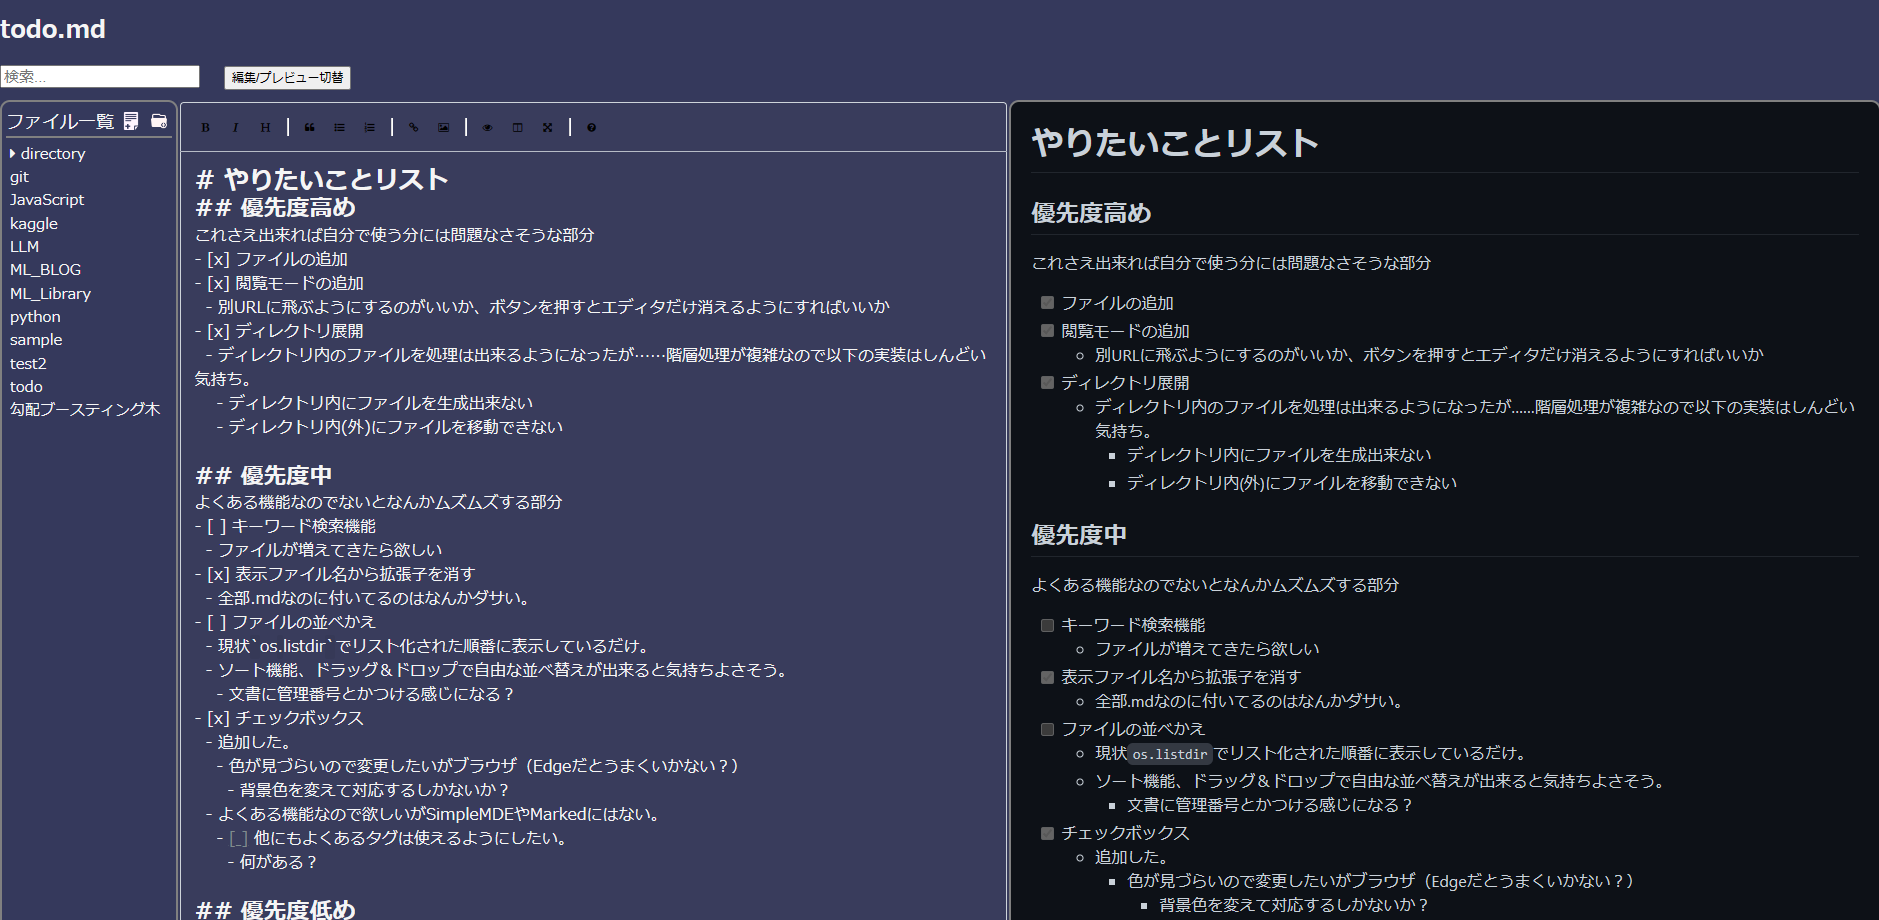 todo.md
検索...
編集/プレビュー切替
ファイル一覧
directory
git
JavaScript
kaggle
LLM
ML_BLOG
ML_Library
python
sample
test2
todo
勾配ブースティング木
B I H
# やりたいことリスト
## 優先度高め
これさえ出来れば自分で使う分には問題なさそうな部分
- [x] ファイルの追加
- [x] 閲覧モードの追加
- 別URLに飛ぶようにするのがいいか、ボタンを押すとエディタだけ消えるようにすればいいか
- [x] ディレクトリ展開
- ディレクトリ内のファイルを処理は出来るようになったが……階層処理が複雑なので以下の実装はしんどい
気持ち。
- ディレクトリ内にファイルを生成出来ない
- ディレクトリ内(外)にファイルを移動できない
## 優先度中
よくある機能なのでないとなんかムズムズする部分
- [ ] キーワード検索機能
- ファイルが増えてきたら欲しい
- [x] 表示ファイル名から拡張子を消す
- 全部.mdなのに付いてるのはなんかダサい。
- [ ] ファイルの並べかえ
- 現状`os.listdir`でリスト化された順番に表示しているだけ。
- ソート機能、ドラッグ＆ドロップで自由な並べ替えが出来ると気持ちよさそう。
- 文書に管理番号とかつける感じになる？
- [x] チェックボックス
- 追加した。
- 色が見づらいので変更したいがブラウザ（Edgeだとうまくいかない？）
- 背景色を変えて対応するしかないか？
- よくある機能なので欲しいがSimpleMDEやMarkedにはない。
- [_] 他にもよくあるタグは使えるようにしたい。
- 何がある？
## 優先度低め
やりたいことリスト
優先度高め
これさえ出来れば自分で使う分には問題なさそうな部分
ファイルの追加
閲覧モードの追加
別URLに飛ぶようにするのがいいか、ボタンを押すとエディタだけ消えるようにすればいいか
ディレクトリ展開
ディレクトリ内のファイルを処理は出来るようになったが……階層処理が複雑なので以下の実装はしんどい
気持ち。
ディレクトリ内にファイルを生成出来ない
ディレクトリ内(外)にファイルを移動できない
優先度中
よくある機能なのでないとなんかムズムズする部分
キーワード検索機能
ファイルが増えてきたら欲しい
表示ファイル名から拡張子を消す
全部.mdなのに付いてるのはなんかダサい。
ファイルの並べかえ
現状os.listdirでリスト化された順番に表示しているだけ。
ソート機能、ドラッグ＆ドロップで自由な並べ替えが出来ると気持ちよさそう。
文書に管理番号とかつける感じになる？
チェックボックス
追加した。
色が見づらいので変更したいがブラウザ（Edgeだとうまくいかない？）
背景色を変えて対応するしかないか？